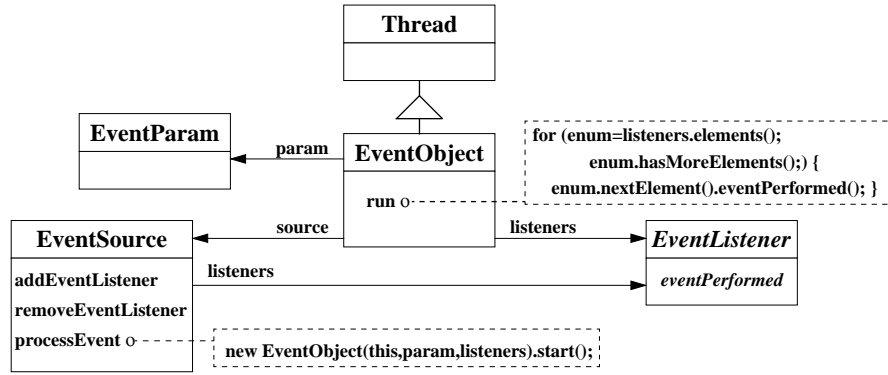 Thread
EventParam
param
EventObject
run o
for (enum=listeners.elements();
enum.hasMoreElements();) {
enum.nextElement().eventPerformed(); }
EventSource
source
listeners
EventListener
addEventListener
listeners
eventPerformed
removeEventListener
processEvent o
new EventObject(this,param,listeners).start();